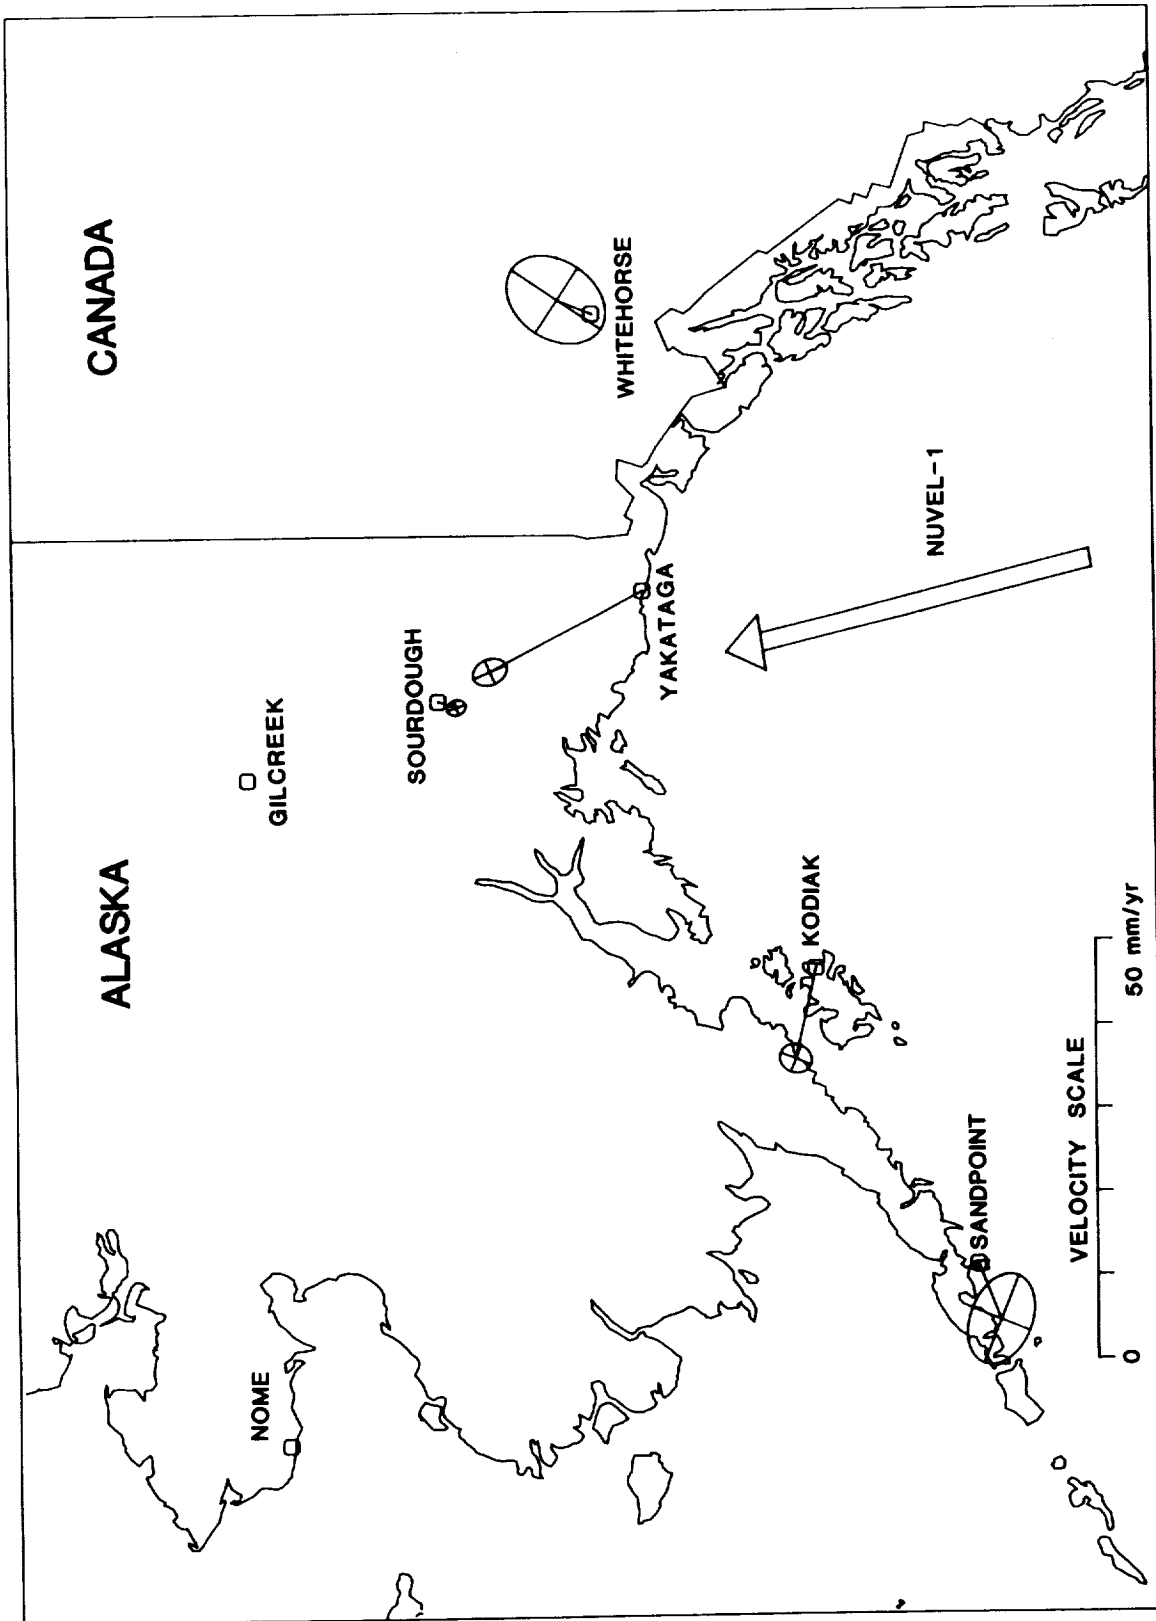 ALASKA
CANADA
GILCREEK
NOME
SOURDOUGH
WHITEHORSE
YAKATAGA
KODIAK
SANDPOINT
NUVEL-1
VELOCITY SCALE
0
50 mm/yr